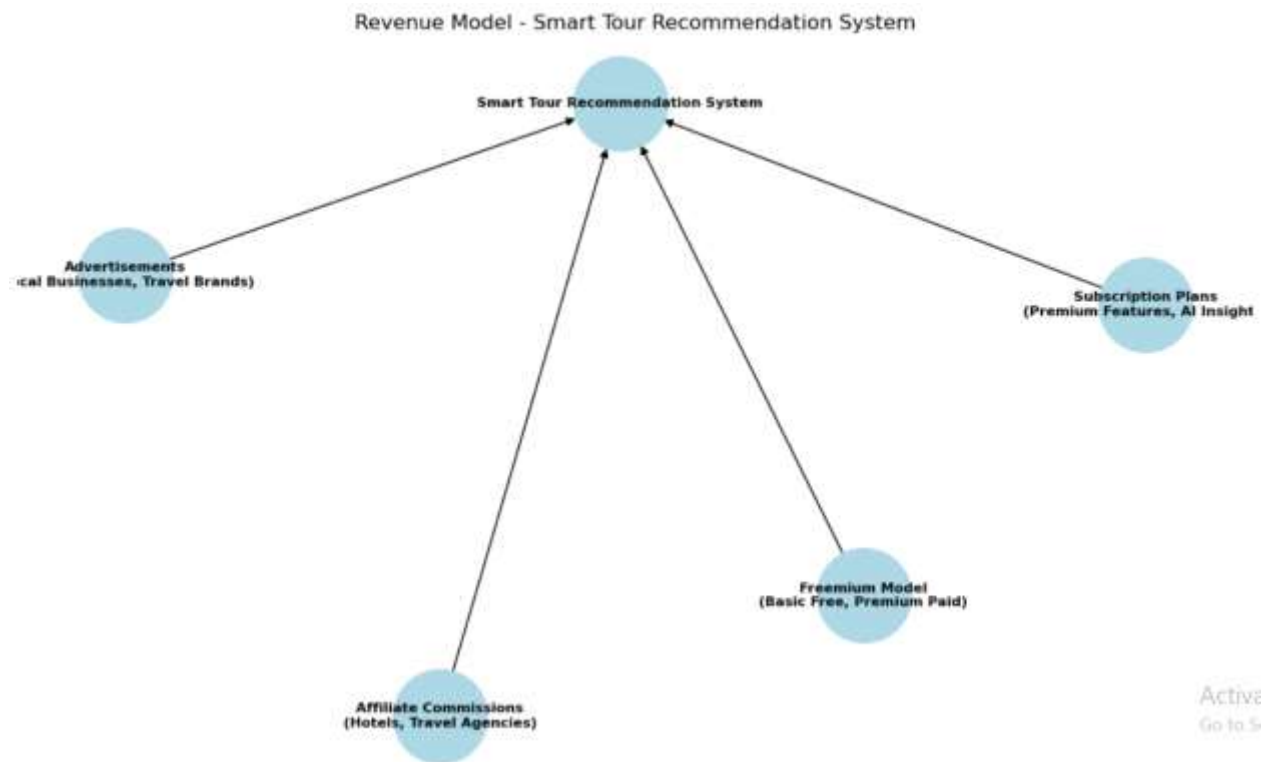 Revenue Model - Smart Tour Recommendation System
Smart Tour Recommendation System
Advertisements
cal Businesses, Travel Brands)
Subscription Plans
(Premium Features, AI Insight
Freemium Model
(Basic Free, Premium Paid)
Affiliate Commissions
(Hotels, Travel Agencies)
Activa
Go to S